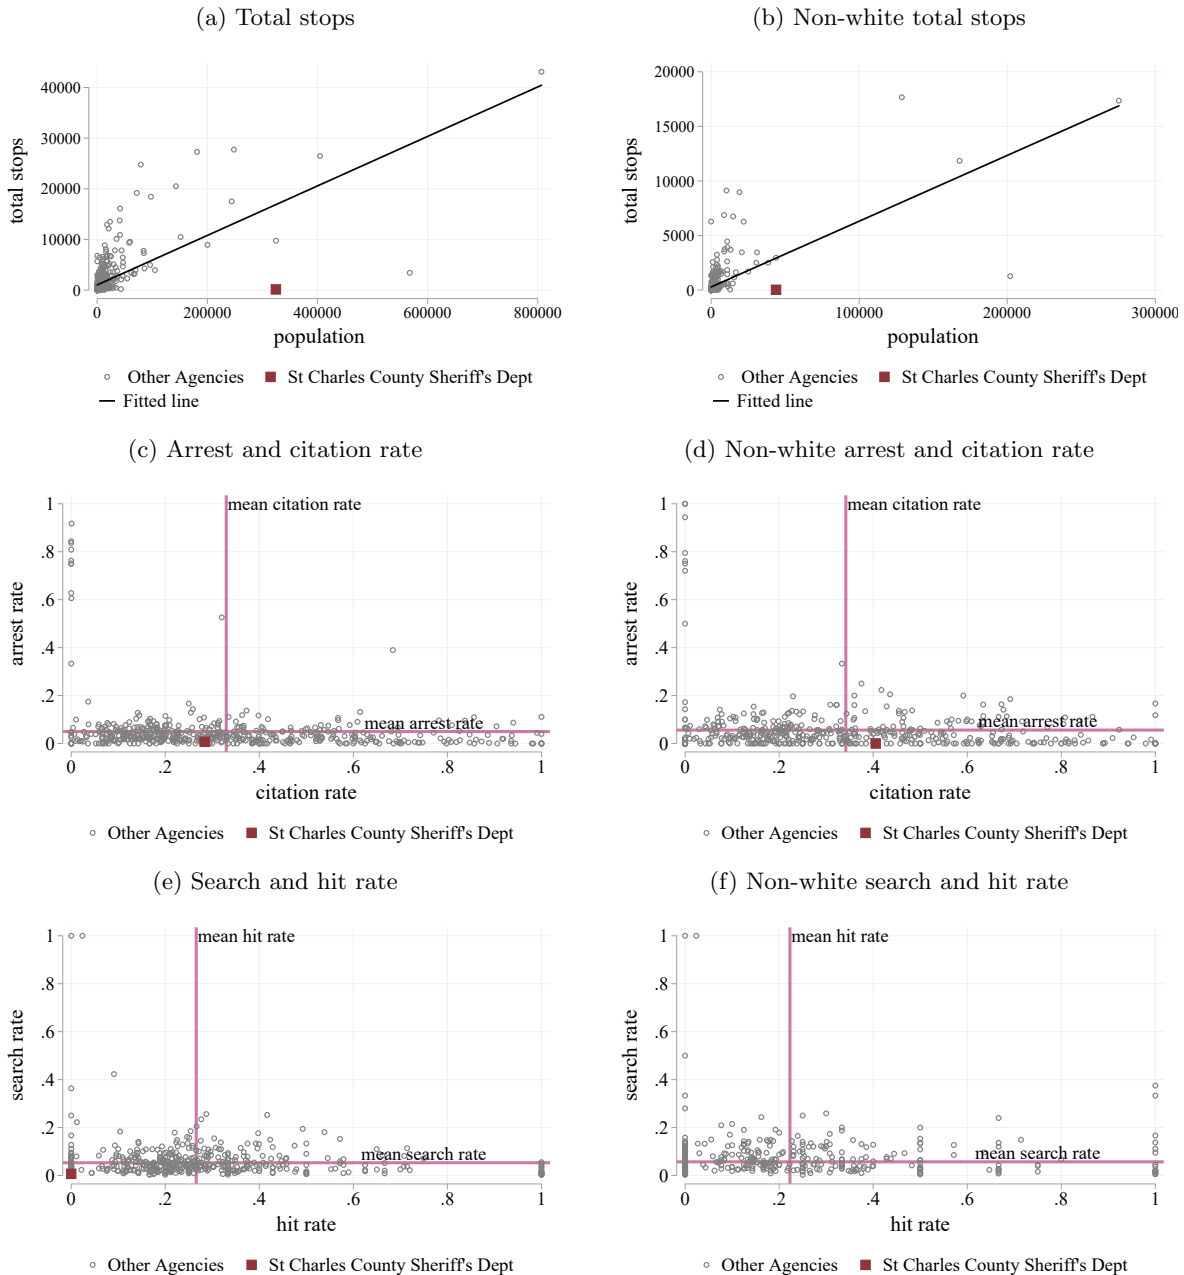 (a) Total stops
(b) Non-white total stops
total stops
40000
30000
20000
10000
0
0
200000
400000
600000
800000
population
Other Agencies
St Charles County Sheriff's Dept
Fitted line
total stops
20000
15000
10000
5000
0
0
100000
200000
300000
population
Other Agencies
St Charles County Sheriff's Dept
Fitted line
(c) Arrest and citation rate
(d) Non-white arrest and citation rate
arrest rate
1
.8
.6
.4
.2
0
mean citation rate
mean arrest rate
0
.2
.4
.6
.8
1
citation rate
Other Agencies
St Charles County Sheriff's Dept
arrest rate
1
.8
.6
.4
.2
0
mean citation rate
mean arrest rate
0
.2
.4
.6
.8
1
citation rate
Other Agencies
St Charles County Sheriff's Dept
(e) Search and hit rate
(f) Non-white search and hit rate
search rate
1
.8
.6
.4
.2
0
mean hit rate
mean search rate
0
.2
.4
.6
.8
1
hit rate
Other Agencies
St Charles County Sheriff's Dept
search rate
1
.8
.6
.4
.2
0
mean hit rate
mean search rate
0
.2
.4
.6
.8
1
hit rate
Other Agencies
St Charles County Sheriff's Dept